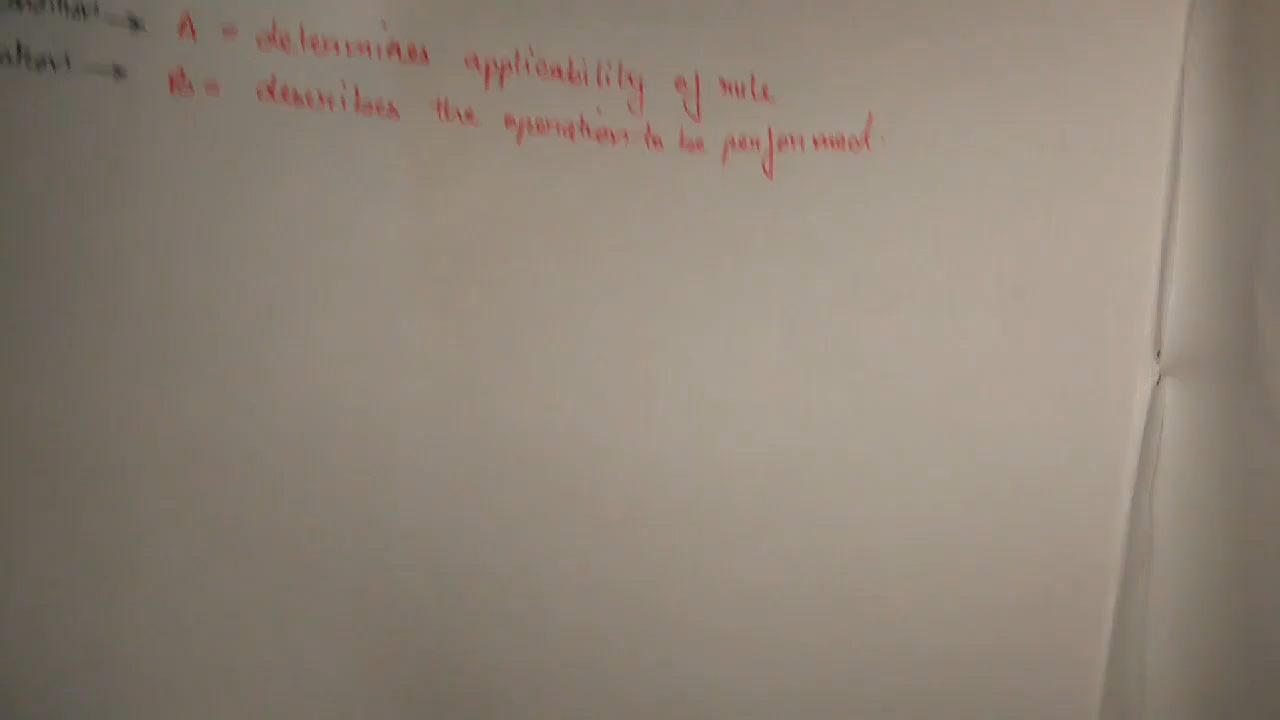 → A = determines applicability of rule
→ B = describes the operation to be performed.